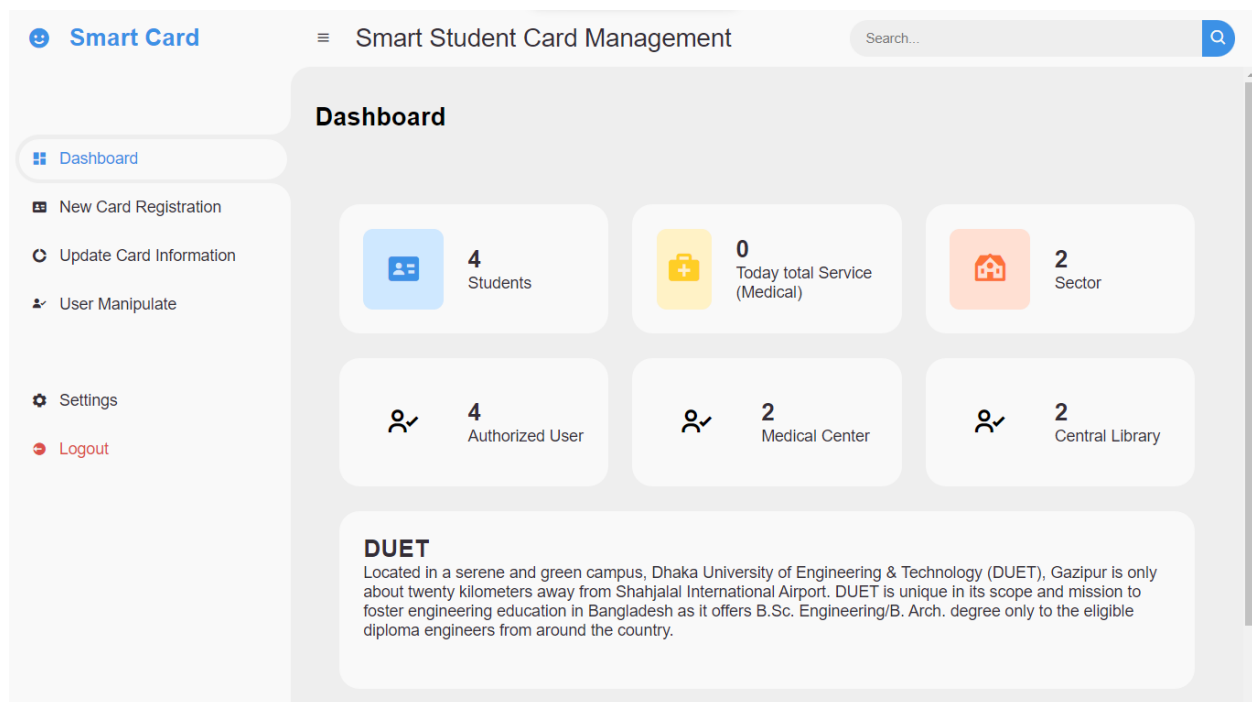 Smart Card
Smart Student Card Management
Search...
Dashboard
New Card Registration
Update Card Information
User Manipulate
Settings
Logout
Dashboard
4
Students
0
Today total Service
(Medical)
2
Sector
4
Authorized User
2
Medical Center
2
Central Library
DUET
Located in a serene and green campus, Dhaka University of Engineering & Technology (DUET), Gazipur is only
about twenty kilometers away from Shahjalal International Airport. DUET is unique in its scope and mission to
foster engineering education in Bangladesh as it offers B.Sc. Engineering/B. Arch. degree only to the eligible
diploma engineers from around the country.